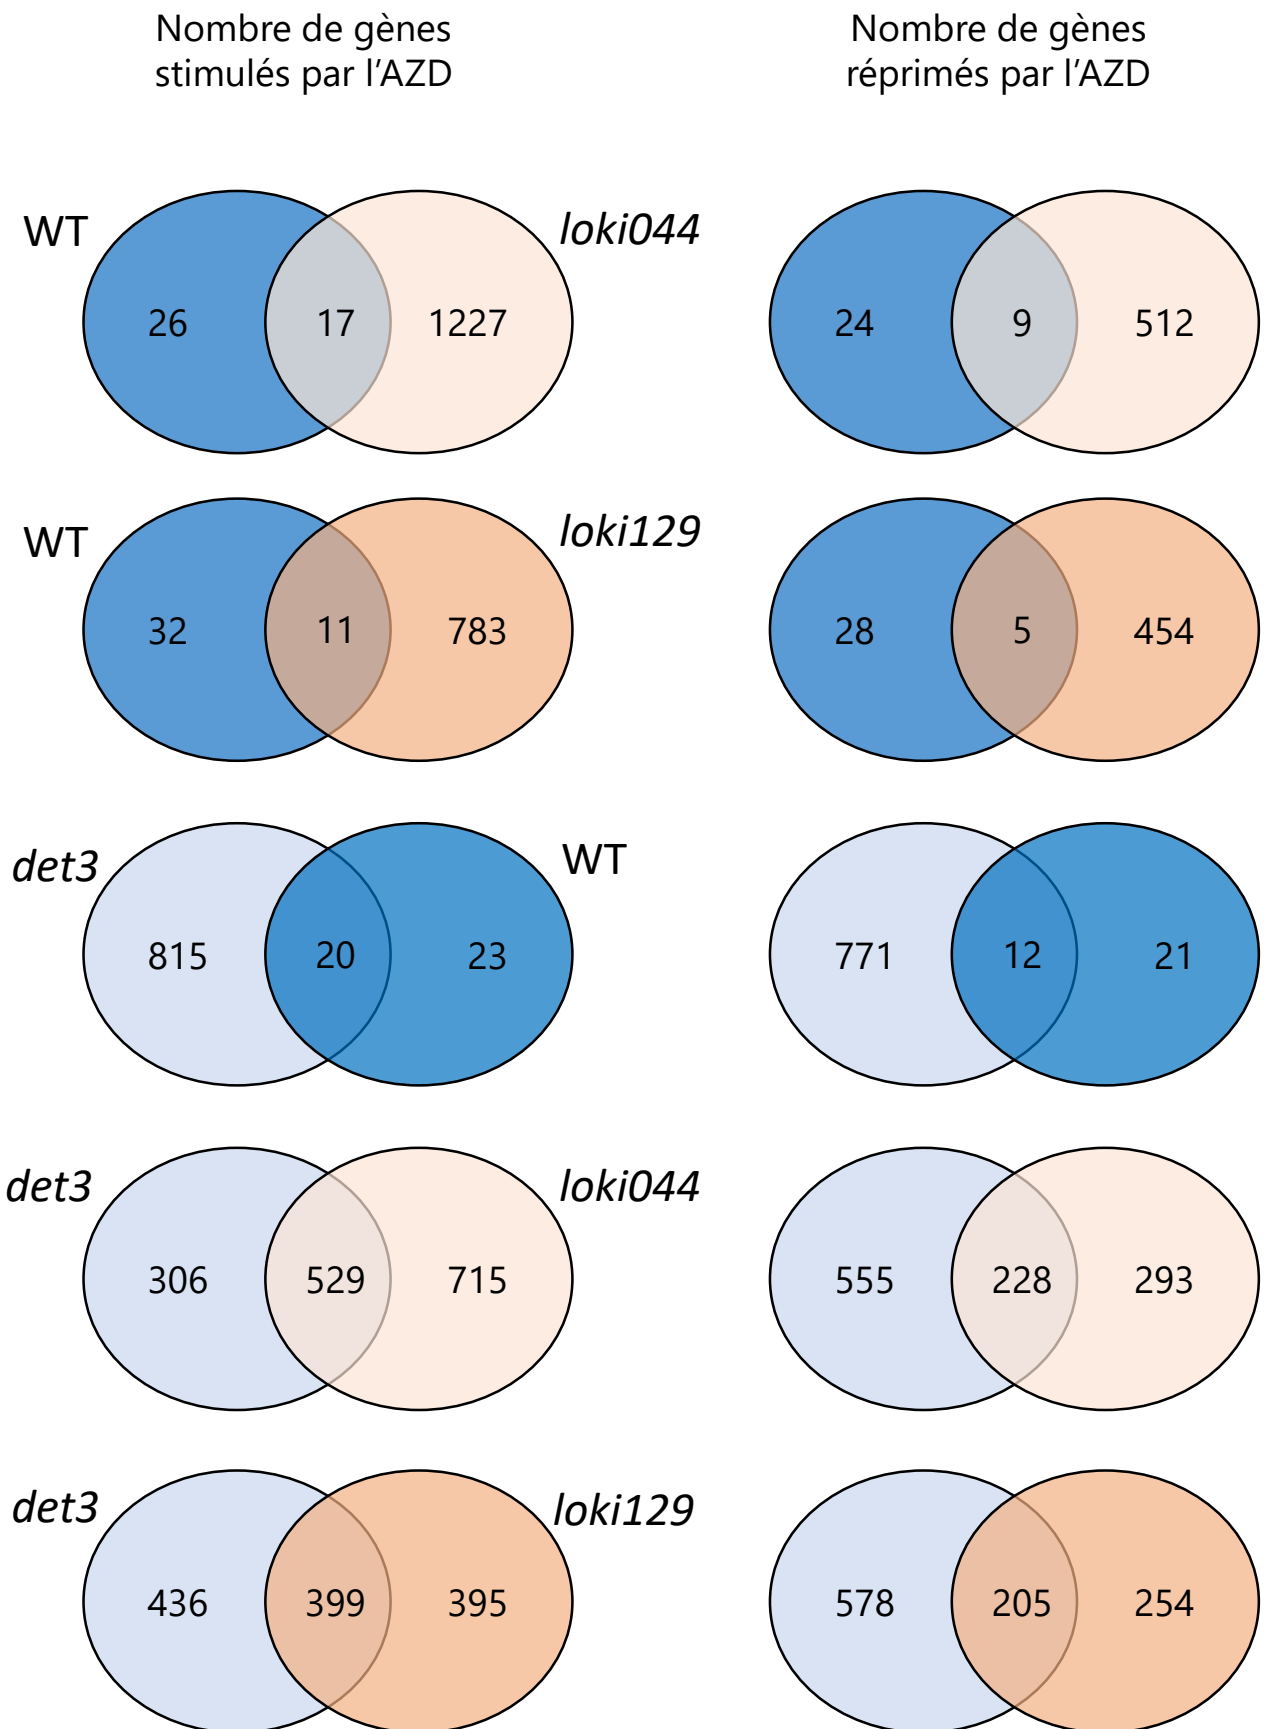 Nombre de gènes
stimulés par l'AZD
Nombre de gènes
réprimés par l'AZD
WT
loki044
26 17 1227
24 9 512
WT
loki129
32 11 783
28 5 454
det3
WT
815 20 23
771 12 21
det3
loki044
306 529 715
555 228 293
det3
loki129
436 399 395
578 205 254